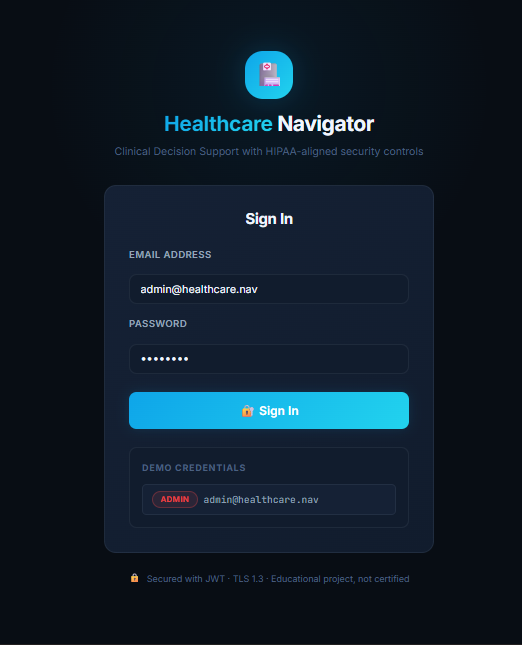 Healthcare Navigator
Clinical Decision Support with HIPAA-aligned security controls
Sign In
EMAIL ADDRESS
admin@healthcare.nav
PASSWORD
••••••••
🔐 Sign In
DEMO CREDENTIALS
ADMIN admin@healthcare.nav
🔒 Secured with JWT · TLS 1.3 · Educational project, not certified